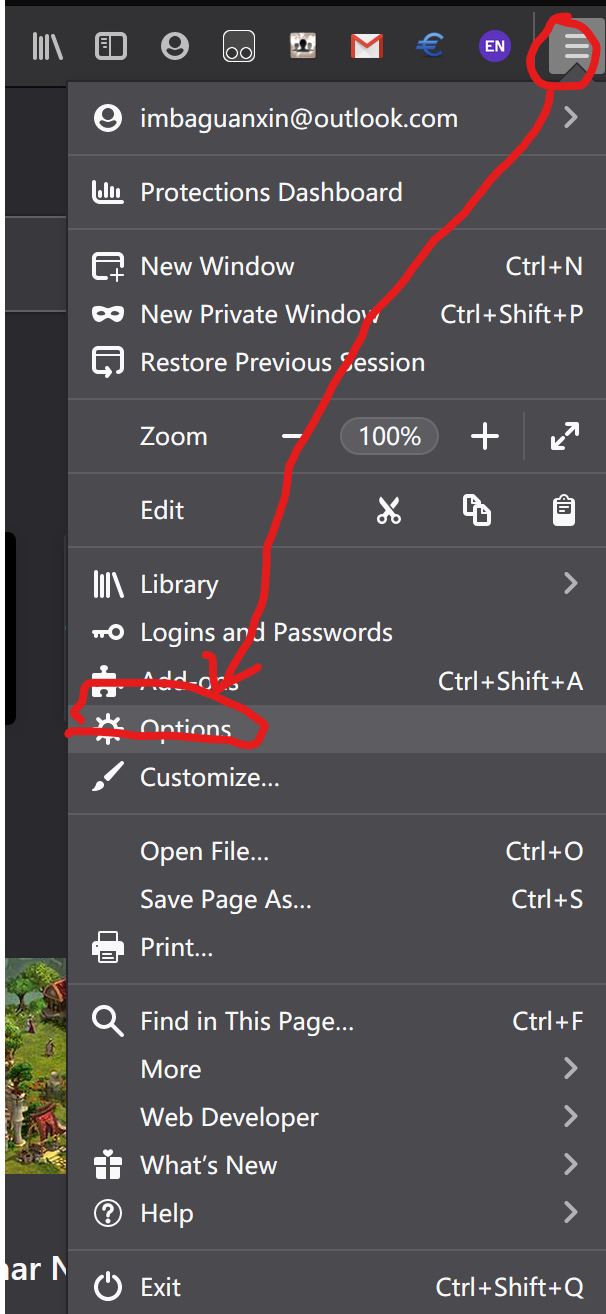 EN
imbaguanxin@outlook.com
Protections Dashboard
New Window Ctrl+N
New Private Window Ctrl+Shift+P
Restore Previous Session
Zoom 100%
Edit
Library
Logins and Passwords
Add-ons Ctrl+Shift+A
Options
Customize...
Open File... Ctrl+O
Save Page As... Ctrl+S
Print...
Find in This Page... Ctrl+F
More
Web Developer
What's New
Help
Exit Ctrl+Shift+Q